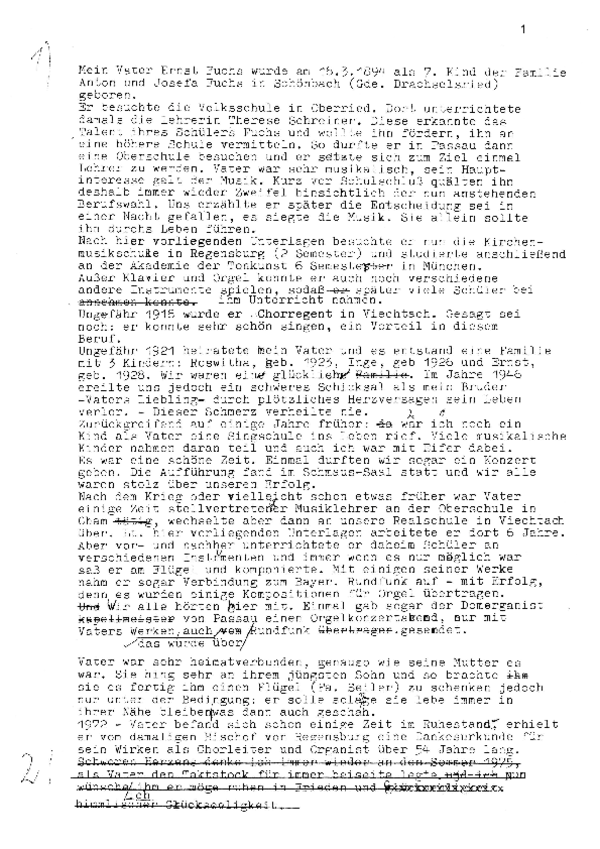 1
1)
Mein Vater Ernst Fuchs wurde am 15.3.1894 als 7. Kind der Familie
Anton und Josefa Fuchs in Schönbach (Gde. Drachselsried)
geboren.
Er besuchte die Volksschule in Oberried. Dort unterrichtete
damals die Lehrerin Therese Schreiner. Diese erkannte das
Talent ihres Schülers Fuchs und wollte ihn fördern, ihn an
eine höhere Schule vermitteln. So durfte er in Passau dann
eine Oberschule besuchen und er setzte sich zum Ziel einmal
Lehrer zu werden. Vater war sehr musikalisch, sein Haupt-
interesse galt der Musik. Kurz vor Schulschluß quälten ihn
deshalb immer wieder Zweifel hinsichtlich der nun anstehenden
Berufswahl. Uns erzählte er später die Entscheidung sei in
einer Nacht gefallen, es siegte die Musik. Sie allein sollte
ihn durchs Leben führen.
Nach hier vorliegenden Unterlagen besuchte er nun die Kirchen-
musikschule in Regensburg (2 Semester) und studierte anschließend
an der Akademie der Tonkunst 6 Semester in München.
Außer Klavier und Orgel konnte er auch noch verschiedene
andere Instrumente spielen, sodaß er später viele Schüler bei
annehmen konnte. ihm Unterricht nahmen.
Ungefähr 1918 wurde er Chorregent in Viechtach. Gesagt sei
noch: er konnte sehr schön singen, ein Vorteil in diesem
Beruf.
Ungefähr 1921 heiratete mein Vater und es entstand eine Familie
mit 3 Kindern: Roswitha, geb. 1923, Inge, geb 1926 und Ernst,
geb. 1928. Wir waren eine glückliche Familie. Im Jahre 1946
ereilte uns jedoch ein schweres Schicksal als mein Bruder
-Vaters Liebling- durch plötzliches Herzversagen sein Leben
verlor. - Dieser Schmerz verheilte nie.
Zurückgreifend auf einige Jahre früher: da war ich noch ein
Kind als Vater eine Singschule ins Leben rief. Viele musikalische
Kinder nahmen daran teil und auch ich war mit Eifer dabei.
Es war eine schöne Zeit. Einmal durften wir sogar ein Konzert
geben. Die Aufführung fand im Schmaus-Saal statt und wir alle
waren stolz über unseren Erfolg.
Nach dem Krieg oder vielleicht schon etwas früher war Vater
einige Zeit stellvertretener Musiklehrer an der Oberschule in
Cham tätig, wechselte aber dann an unsere Realschule in Viechtach
über. Lt. hier vorliegenden Unterlagen arbeitete er dort 6 Jahre.
Aber vor- und nachher unterrichtete er daheim Schüler an
verschiedenen Instrumenten und immer wenn es nur möglich war
saß er am Flügel und komponierte. Mit einigen seiner Werke
nahm er sogar Verbindung zum Bayer. Rundfunk auf - mit Erfolg,
denn es wurden einige Kompositionen für Orgel übertragen.
Und Wir alle hörten hier mit. Einmal gab sogar der Domorganist
kapellmeister von Passau einen Orgelkonzertabend, nur mit
Vaters Werken, auch vom Rundfunk übertragen gesendet.
das wurde über
Vater war sehr heimatverbunden, genauso wie seine Mutter es
war. Sie hing sehr an ihrem jüngsten Sohn und so brachte ihm
sie es fertig ihm einen Flügel (Fa. Seiler) zu schenken jedoch
nur unter der Bedingung: er solle solange sie lebe immer in
ihrer Nähe bleiben was dann auch geschah.
1972 - Vater befand sich schon einige Zeit im Ruhestand, erhielt
er vom damaligen Bischof von Regensburg eine Dankesurkunde für
sein Wirken als Chorleiter und Organist über 54 Jahre lang.
2)
Schweren Herzens denke ich immer wieder an den Sommer 1975,
als Vater den Taktstock für immer beiseite legte und ich nun
wünsche ihm er möge ruhen in Frieden und
ich
himmlischer Glückseligkeit.